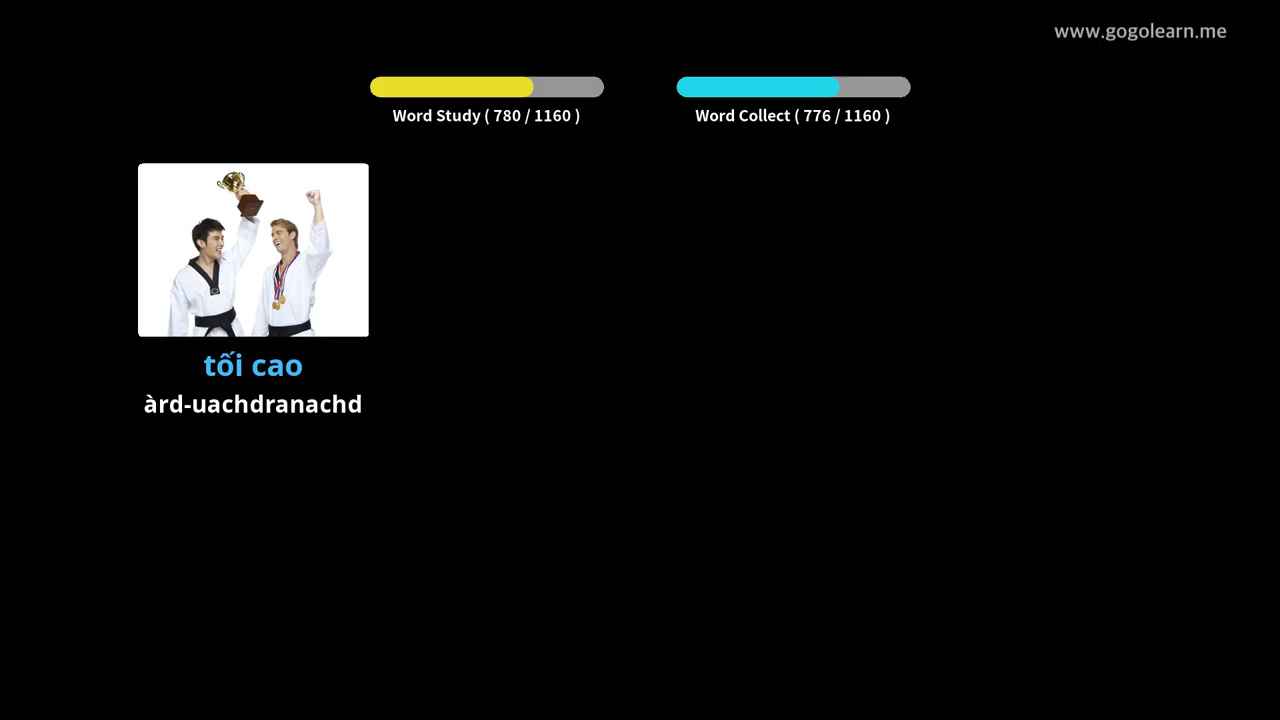 www.gogolearn.me
Word Study ( 780 / 1160 )
Word Collect ( 776 / 1160 )
tối cao
àrd-uachdranachd